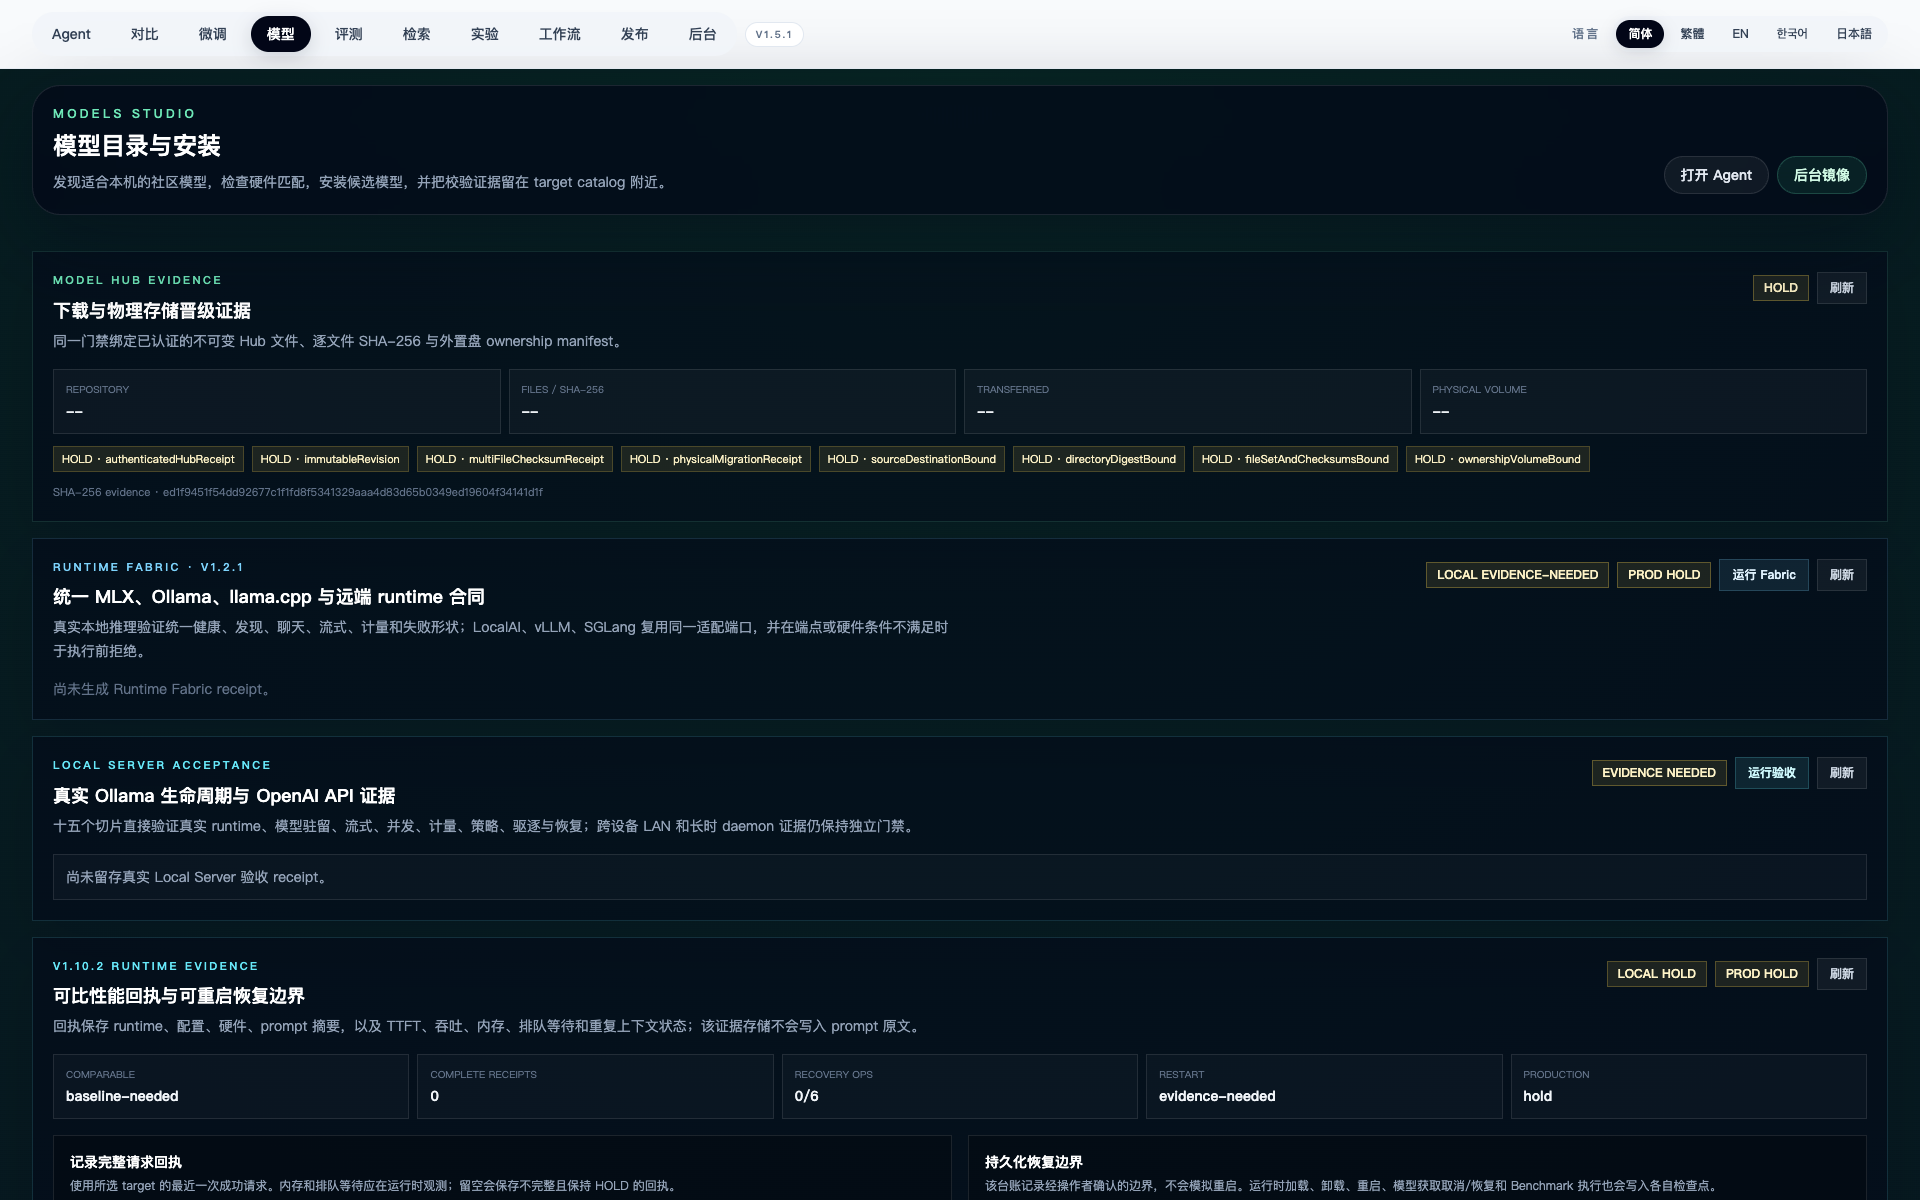 Agent 对比 微调 模型 评测 检索 实验 工作流 发布 后台 V1.5.1 语言 简体 繁體 EN 한국어 日本語
MODELS STUDIO
模型目录与安装
发现适合本机的社区模型，检查硬件匹配，安装候选模型，并把校验证据留在 target catalog 附近。
打开 Agent 后台镜像
MODEL HUB EVIDENCE
下载与物理存储晋级证据
同一门禁绑定已认证的不可变 Hub 文件、逐文件 SHA-256 与外置盘 ownership manifest。
HOLD 刷新
REPOSITORY FILES / SHA-256 TRANSFERRED PHYSICAL VOLUME
-- -- -- --
HOLD · authenticatedHubReceipt HOLD · immutableRevision HOLD · multiFileChecksumReceipt HOLD · physicalMigrationReceipt HOLD · sourceDestinationBound HOLD · directoryDigestBound HOLD · fileSetAndChecksumsBound HOLD · ownershipVolumeBound
SHA-256 evidence · ed1f9451f54dd92677c1f1fd8f5341329aaa4d83d65b0349ed19604f34141d1f
RUNTIME FABRIC · V1.2.1
统一 MLX、Ollama、llama.cpp 与远端 runtime 合同
真实本地推理验证统一健康、发现、聊天、流式、计量和失败形状；LocalAI、vLLM、SGLang 复用同一适配端口，并在端点或硬件条件不满足时
于执行前拒绝。
LOCAL EVIDENCE-NEEDED PROD HOLD 运行 Fabric 刷新
尚未生成 Runtime Fabric receipt。
LOCAL SERVER ACCEPTANCE
真实 Ollama 生命周期与 OpenAI API 证据
十五个切片直接验证真实 runtime、模型驻留、流式、并发、计量、策略、驱逐与恢复；跨设备 LAN 和长时 daemon 证据仍保持独立门禁。
EVIDENCE NEEDED 运行验收 刷新
尚未留存真实 Local Server 验收 receipt。
V1.10.2 RUNTIME EVIDENCE
可比性能回执与可重启恢复边界
回执保存 runtime、配置、硬件、prompt 摘要，以及 TTFT、吞吐、内存、排队等待和重复上下文状态；该证据存储不会写入 prompt 原文。
LOCAL HOLD PROD HOLD 刷新
COMPARABLE COMPLETE RECEIPTS RECOVERY OPS RESTART PRODUCTION
baseline-needed 0 0/6 evidence-needed hold
记录完整请求回执
使用所选 target 的最近一次成功请求。内存和排队等待应在运行时观测；留空会保存不完整且保持 HOLD 的回执。
持久化恢复边界
该台账记录经操作者确认的边界，不会模拟重启。运行时加载、卸载、重启、模型获取取消/恢复和 Benchmark 执行也会写入各自检查点。